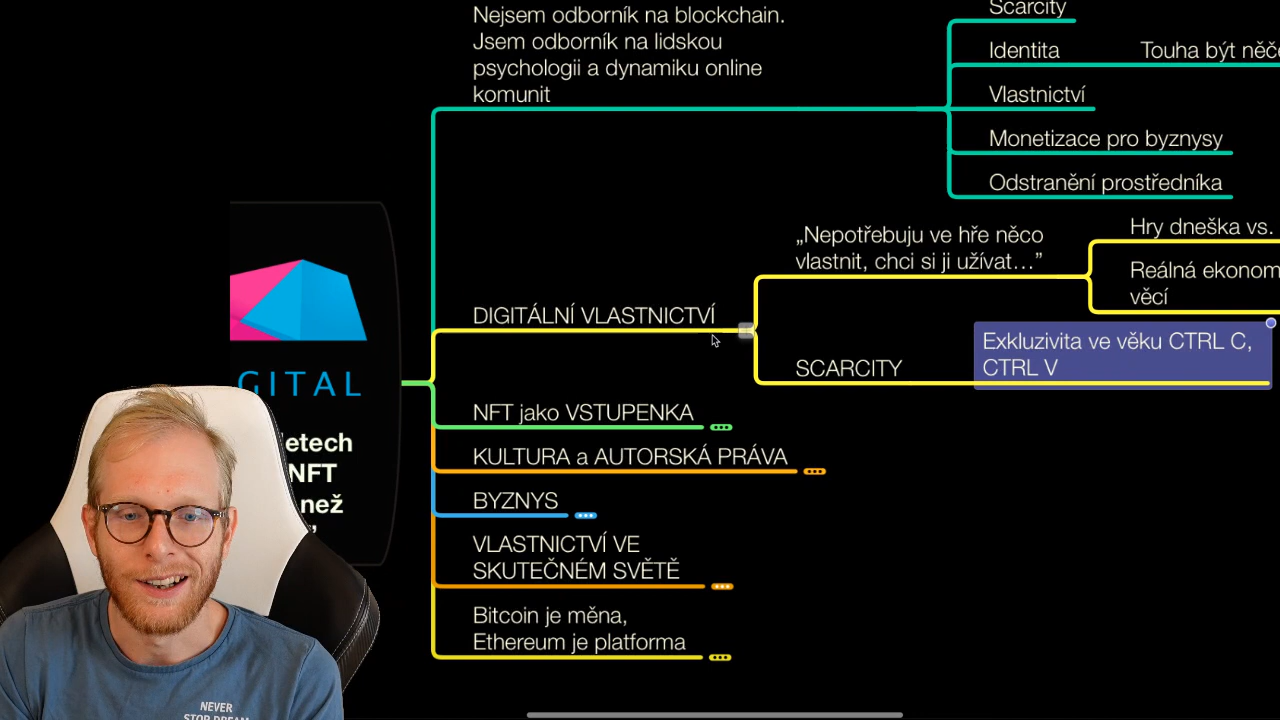 Nejsem odborník na blockchain.
Jsem odborník na lidskou
psychologii a dynamiku online
komunit
Scarcity
Identita
Touha být
Vlastnictví
Monetizace pro byznysy
Odstranění prostředníka
„Nepotřebuju ve hře něco
vlastnit, chci si ji užívat…”
Hry dneška vs.
Reálná
věcí
DIGITÁLNÍ VLASTNICTVÍ
SCARCITY
Exkluzivita ve věku CTRL C,
CTRL V
NFT jako VSTUPENKA
KULTURA a AUTORSKÁ PRÁVA
BYZNYS
VLASTNICTVÍ VE
SKUTEČNÉM SVĚTĚ
Bitcoin je měna,
Ethereum je platforma
NFT
než
NEVER
STOP DREAM